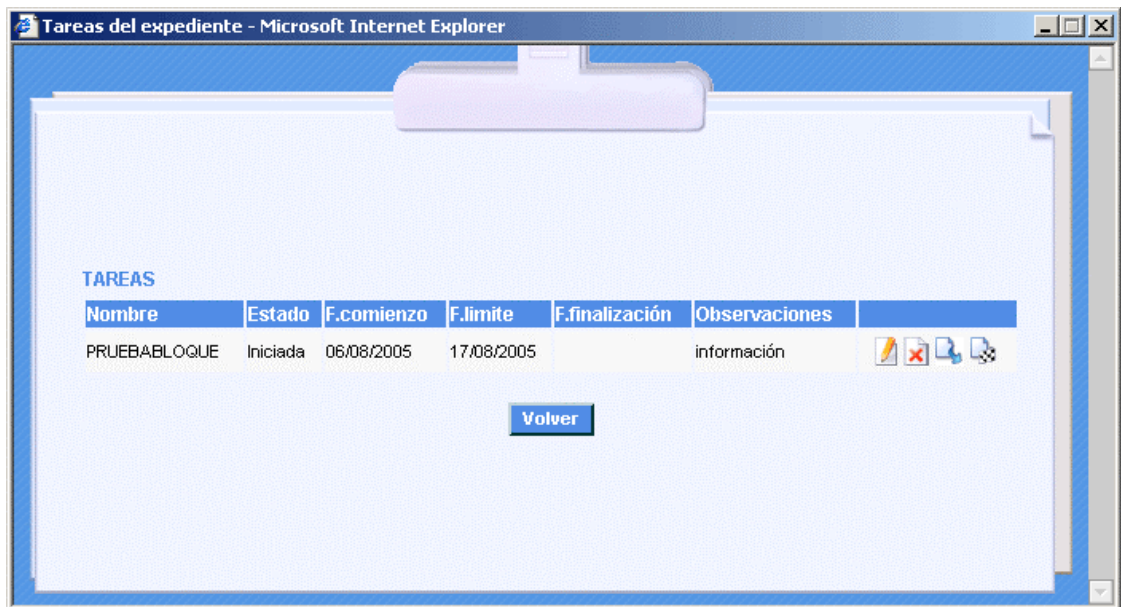 Tareas del expediente - Microsoft Internet Explorer
TAREAS
Nombre Estado F.comienzo F.limite F.finalización Observaciones
PRUEBABLOQUE Iniciada 06/08/2005 17/08/2005 información
Volver